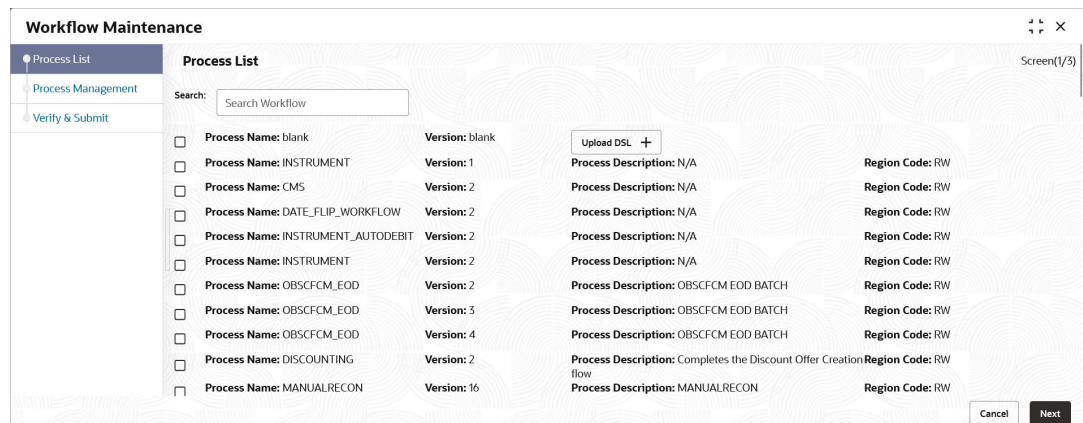 Workflow Maintenance
Process List
Process Management
Verify & Submit
Process List
Screen(1/3)
Search:
Search Workflow
Process Name: blank Version: blank Upload DSL +
Process Name: INSTRUMENT Version: 1 Process Description: N/A Region Code: RW
Process Name: CMS Version: 2 Process Description: N/A Region Code: RW
Process Name: DATE_FLIP_WORKFLOW Version: 2 Process Description: N/A Region Code: RW
Process Name: INSTRUMENT_AUTODEBIT Version: 2 Process Description: N/A Region Code: RW
Process Name: INSTRUMENT Version: 2 Process Description: N/A Region Code: RW
Process Name: OBSCFCM_EOD Version: 2 Process Description: OBSCFCM EOD BATCH Region Code: RW
Process Name: OBSCFCM_EOD Version: 3 Process Description: OBSCFCM EOD BATCH Region Code: RW
Process Name: OBSCFCM_EOD Version: 4 Process Description: OBSCFCM EOD BATCH Region Code: RW
Process Name: DISCOUNTING Version: 2 Process Description: Completes the Discount Offer Creation Region Code: RW
flow
Process Name: MANUALRECON Version: 16 Process Description: MANUALRECON Region Code: RW
Cancel Next